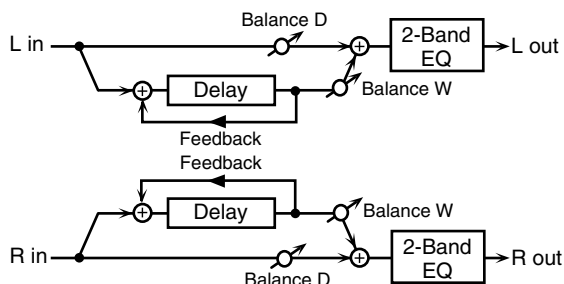 Balance D
L in
2-Band
EQ
L out
Delay
Balance W
Feedback
Feedback
Delay
Balance W
R in
2-Band
EQ
R out
Balance D